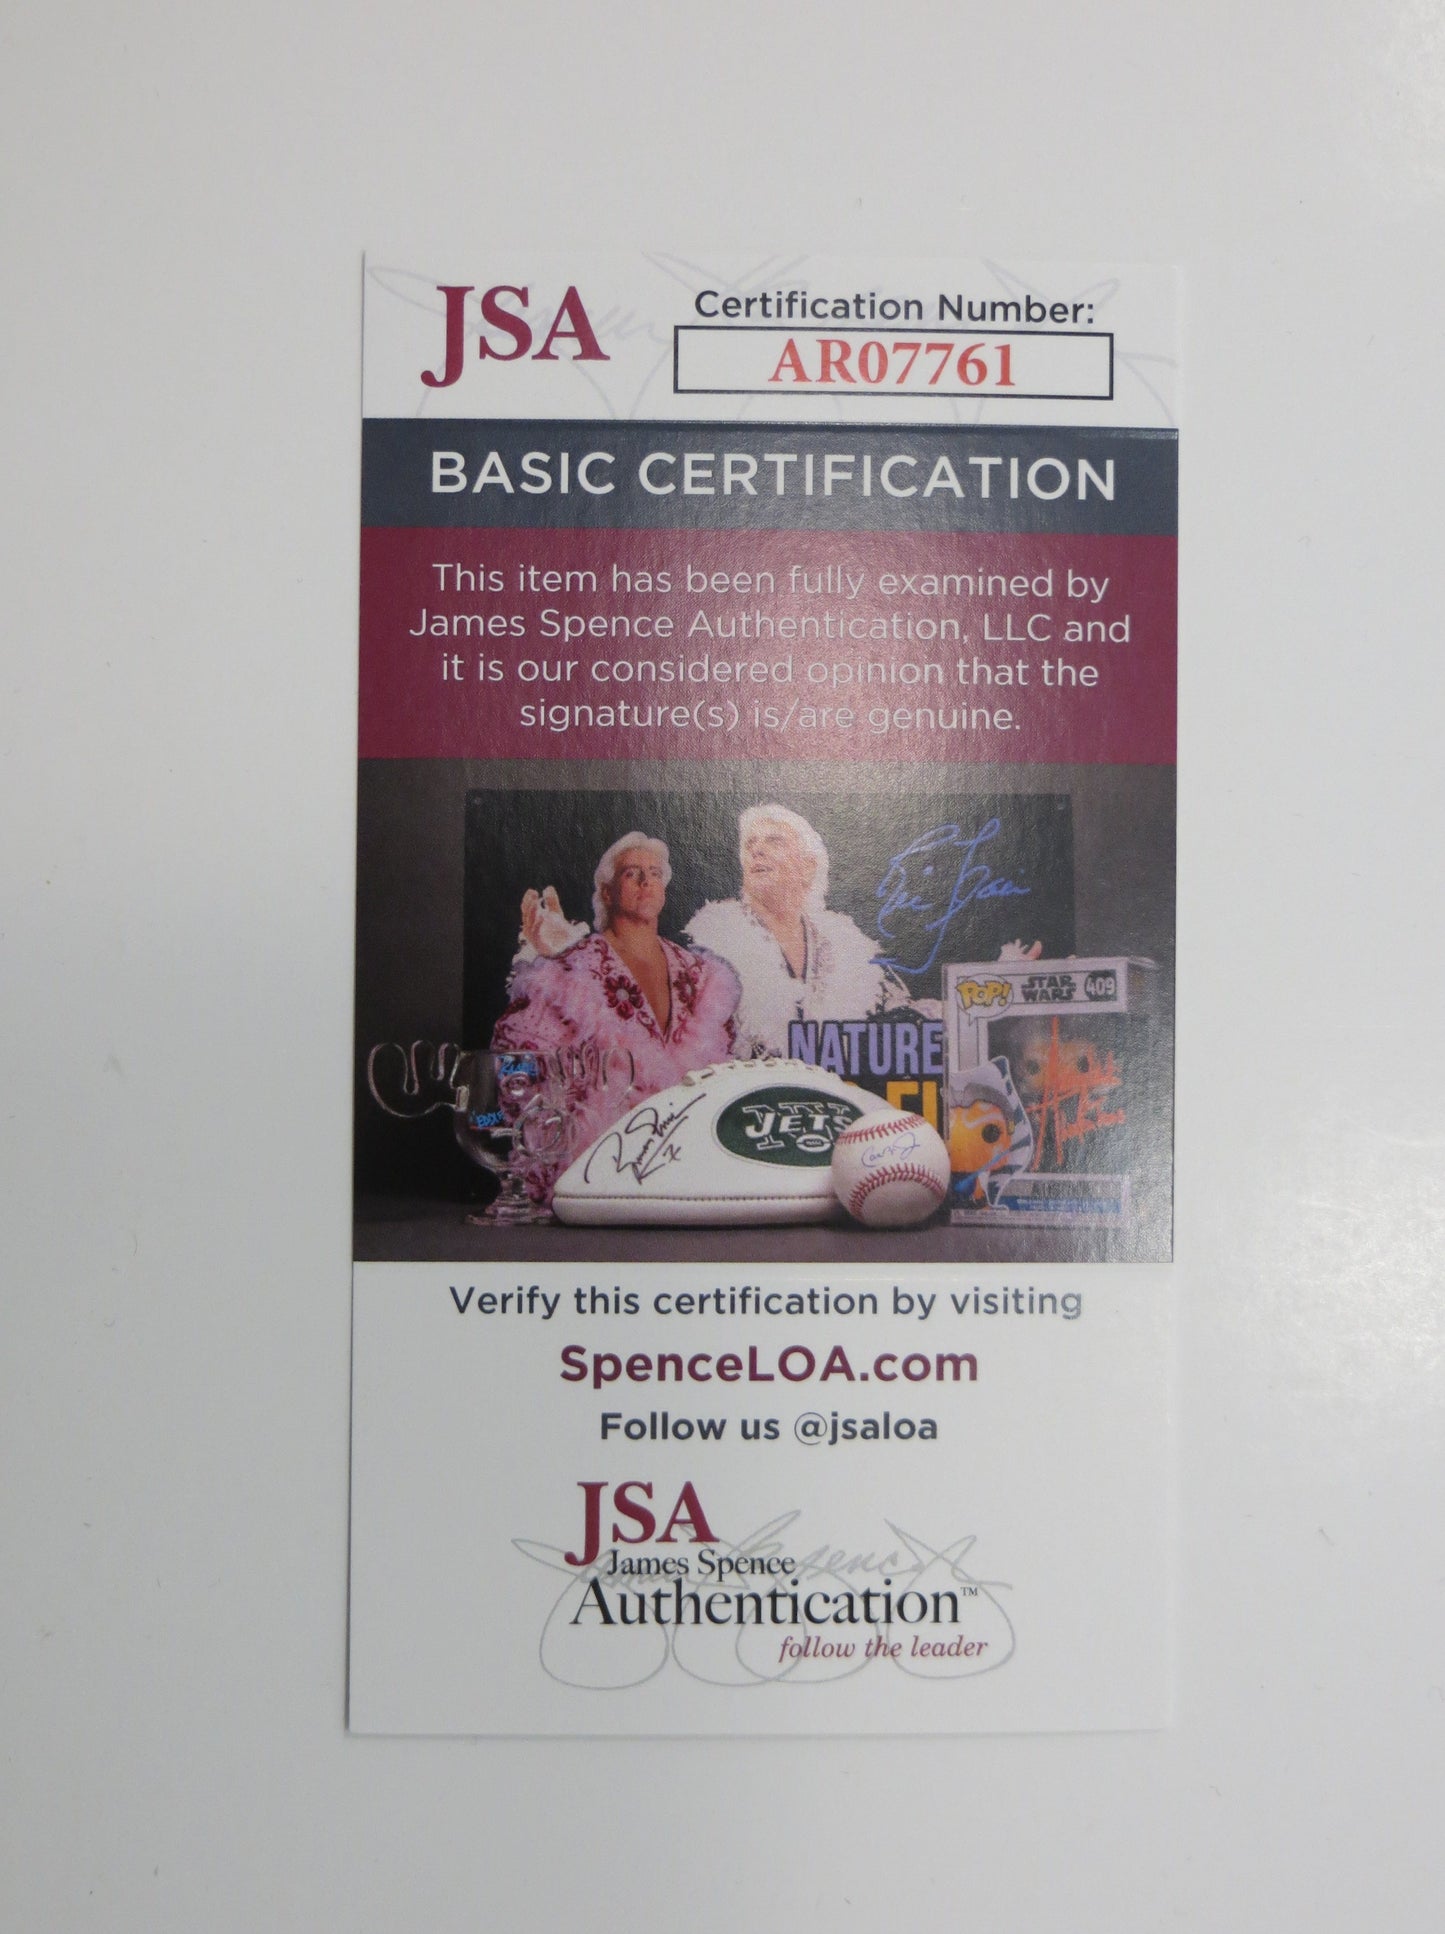 JSA
Certification Number:
AR07761
BASIC CERTIFICATION
This item has been fully examined by
James Spence Authentication, LLC and
it is our considered opinion that the
signature(s) is/are genuine.
POP! STAR WARS 409
NATURE
JETS
Verify this certification by visiting
SpenceLOA.com
Follow us @jsaloa
JSA
James Spence
Authentication™
follow the leader